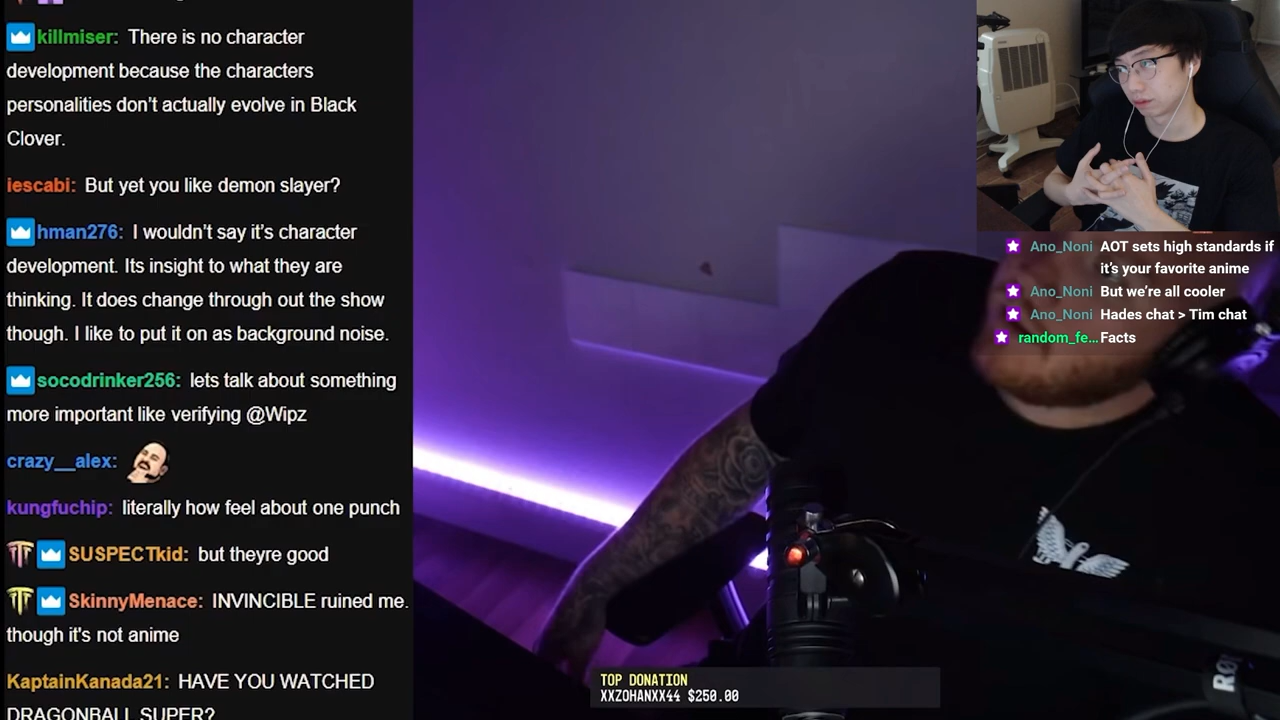 killmiser: There is no character
development because the characters
personalities don't actually evolve in Black
Clover.
iescabi: But yet you like demon slayer?
hman276: I wouldn't say it's character
development. Its insight to what they are
thinking. It does change through out the show
though. I like to put it on as background noise.
socodrinker256: lets talk about something
more important like verifying @Wipz
crazy__alex:
kungfuchip: literally how feel about one punch
SUSPECTkid: but theyre good
SkinnyMenace: INVINCIBLE ruined me.
though it's not anime
KaptainKanada21: HAVE YOU WATCHED
DRAGONBALL SUPER?
Ano_Noni AOT sets high standards if
it's your favorite anime
Ano_Noni But we're all cooler
Ano_Noni Hades chat > Tim chat
random_fe... Facts
TOP DONATION
XXZOHANXX44 $250.00